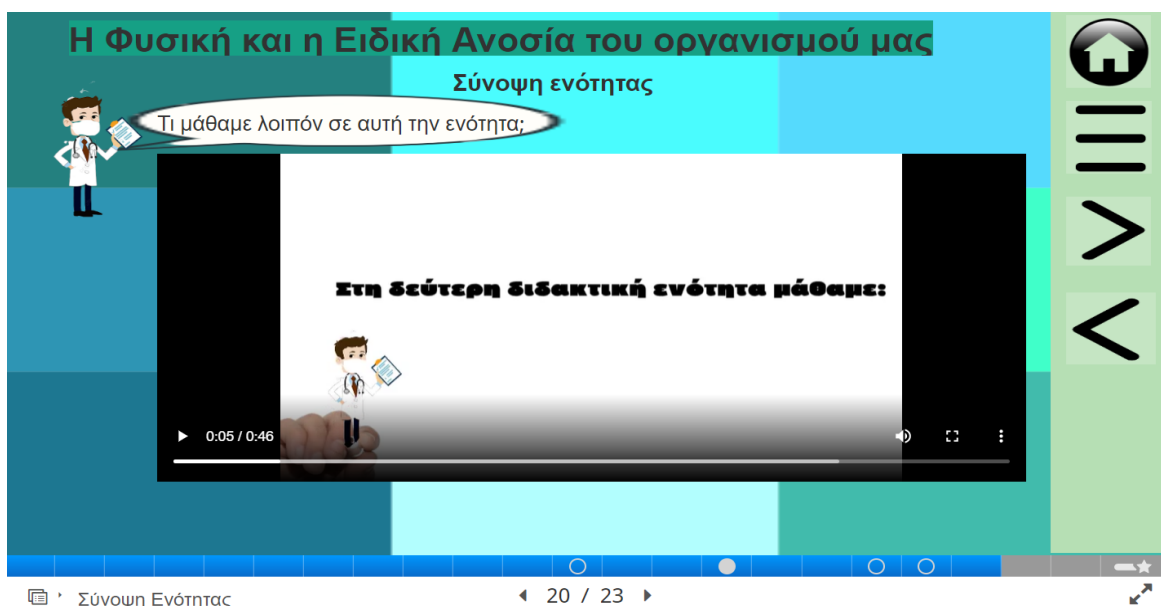 Η Φυσική και η Ειδική Ανοσία του οργανισμού μας
Σύνοψη ενότητας
Τι μάθαμε λοιπόν σε αυτή την ενότητα;
Στη δεύτερη διδακτική ενότητα μάθαμε:
0:05 / 0:46
Σύνοψη Ενότητας
20 / 23